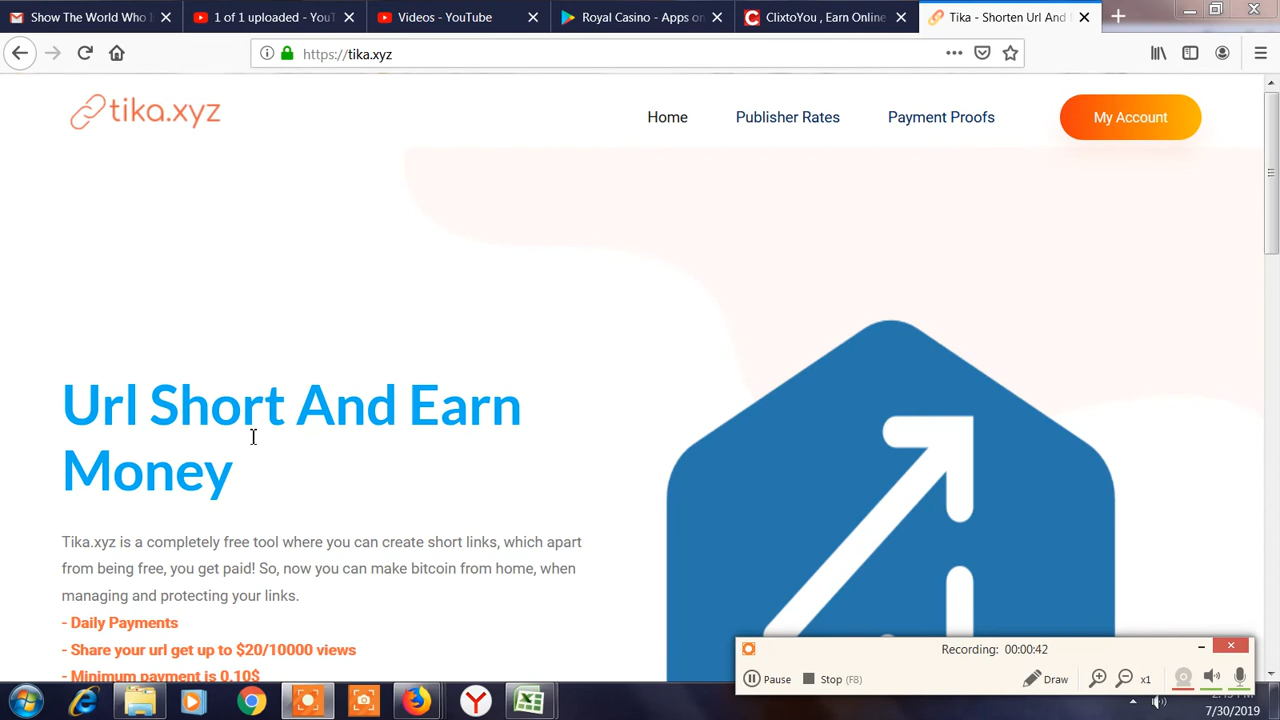 Show The World Who I
1 of 1 uploaded - YouT
Videos - YouTube
Royal Casino - Apps on
ClixtoYou , Earn Online
Tika - Shorten Url And
https://tika.xyz
tika.xyz
Home
Publisher Rates
Payment Proofs
My Account
Url Short And Earn
Money
Tika.xyz is a completely free tool where you can create short links, which apart
from being free, you get paid! So, now you can make bitcoin from home, when
managing and protecting your links.
- Daily Payments
- Share your url get up to $20/10000 views
- Minimum payment is 0.10$
Recording: 00:00:42
Pause
Stop (F8)
Draw
x1
7/30/2019